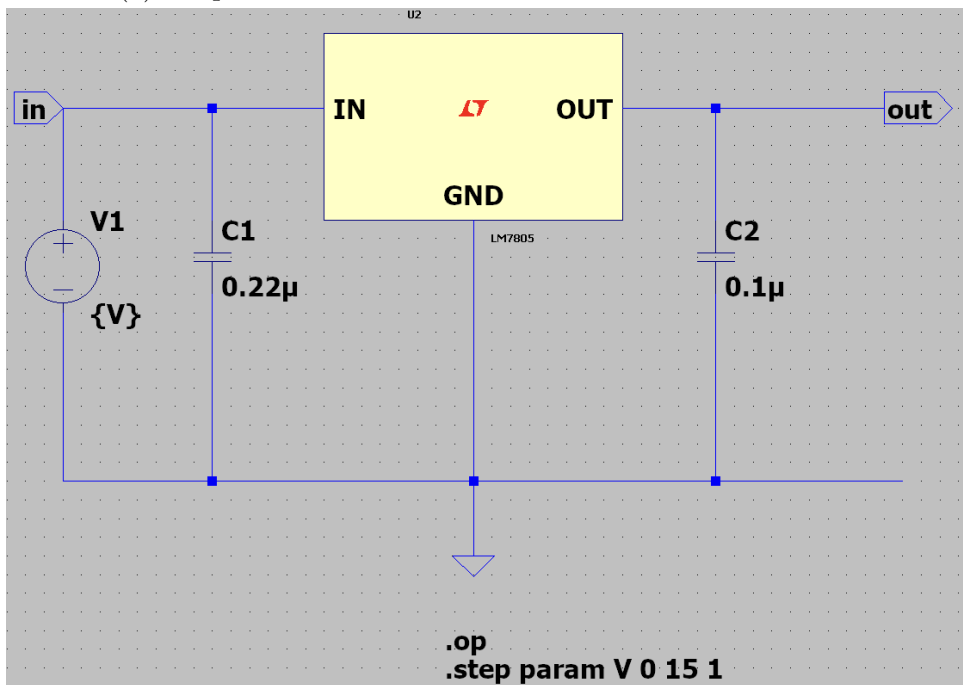 U2
in
IN
OUT
out
GND
V1
C1
LM7805
C2
0.22µ
0.1µ
{V}
.op
.step param V 0 15 1